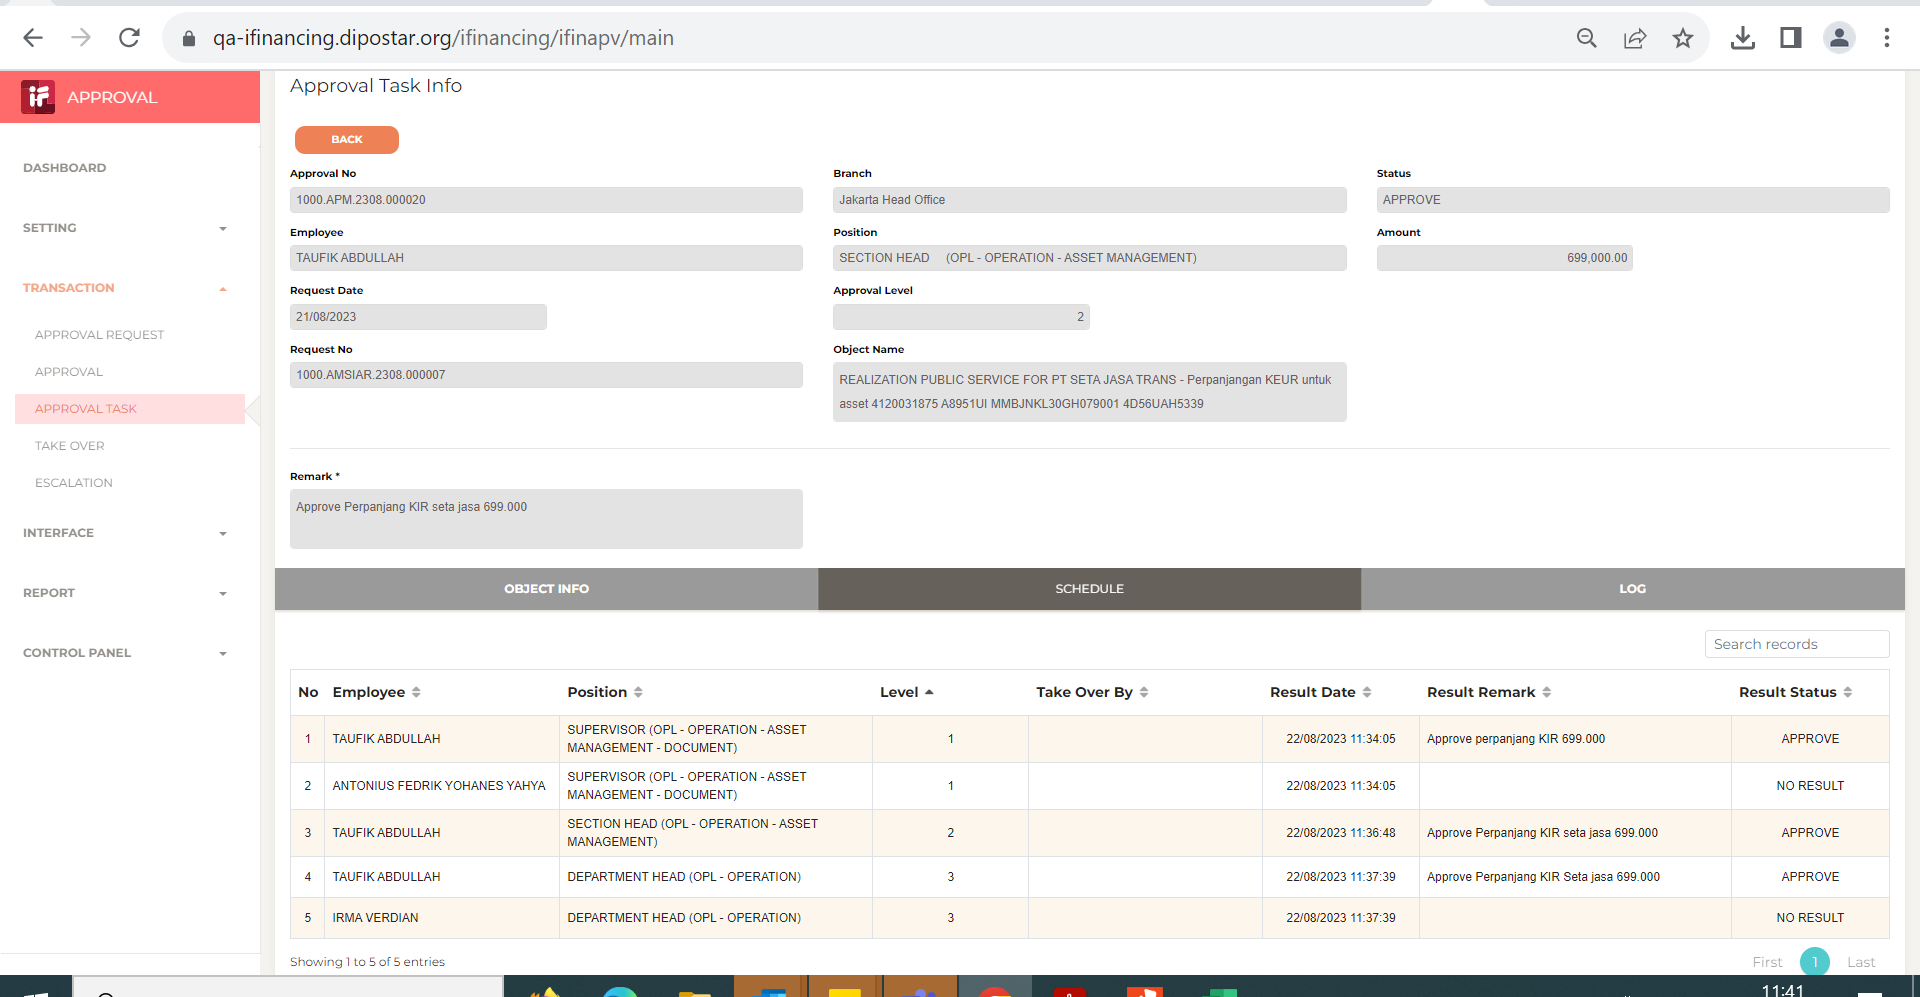 qa-ifinancing.dipostar.org/ifinancing/ifinapv/main
iF APPROVAL
DASHBOARD
SETTING
TRANSACTION
APPROVAL REQUEST
APPROVAL
APPROVAL TASK
TAKE OVER
ESCALATION
INTERFACE
REPORT
CONTROL PANEL
Approval Task Info
BACK
Approval No Branch Status
1000.APM.2308.000020 Jakarta Head Office APPROVE
Employee Position Amount
TAUFIK ABDULLAH SECTION HEAD (OPL - OPERATION - ASSET MANAGEMENT) 699,000.00
Request Date Approval Level
21/08/2023 2
Request No Object Name
1000.AMSIAR.2308.000007 REALIZATION PUBLIC SERVICE FOR PT SETA JASA TRANS - Perpanjangan KEUR untuk
asset 4120031875 A8951UI MMBJNKL30GH079001 4D56UAH5339
Remark *
Approve Perpanjang KIR seta jasa 699.000
OBJECT INFO SCHEDULE LOG
Search records
No Employee Position Level Take Over By Result Date Result Remark Result Status
1 TAUFIK ABDULLAH SUPERVISOR (OPL - OPERATION - ASSET MANAGEMENT - DOCUMENT) 1 22/08/2023 11:34:05 Approve perpanjang KIR 699.000 APPROVE
2 ANTONIUS FEDRIK YOHANES YAHYA SUPERVISOR (OPL - OPERATION - ASSET MANAGEMENT - DOCUMENT) 1 22/08/2023 11:34:05 NO RESULT
3 TAUFIK ABDULLAH SECTION HEAD (OPL - OPERATION - ASSET MANAGEMENT) 2 22/08/2023 11:36:48 Approve Perpanjang KIR seta jasa 699.000 APPROVE
4 TAUFIK ABDULLAH DEPARTMENT HEAD (OPL - OPERATION) 3 22/08/2023 11:37:39 Approve Perpanjang KIR Seta jasa 699.000 APPROVE
5 IRMA VERDIAN DEPARTMENT HEAD (OPL - OPERATION) 3 22/08/2023 11:37:39 NO RESULT
Showing 1 to 5 of 5 entries First 1 Last
11:41